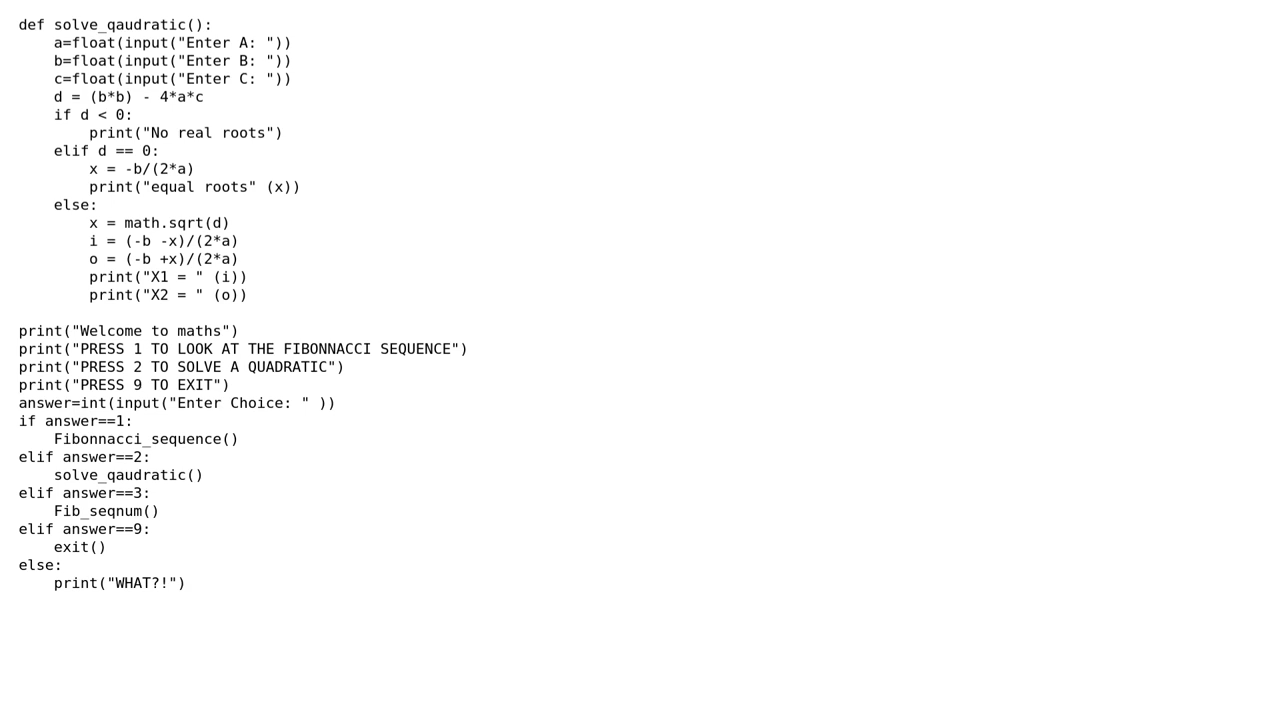 def solve_qaudratic():
    a=float(input("Enter A: "))
    b=float(input("Enter B: "))
    c=float(input("Enter C: "))
    d = (b*b) - 4*a*c
    if d < 0:
        print("No real roots")
    elif d == 0:
        x = -b/(2*a)
        print("equal roots" (x))
    else:
        x = math.sqrt(d)
        i = (-b -x)/(2*a)
        o = (-b +x)/(2*a)
        print("X1 = " (i))
        print("X2 = " (o))

print("Welcome to maths")
print("PRESS 1 TO LOOK AT THE FIBONNACCI SEQUENCE")
print("PRESS 2 TO SOLVE A QUADRATIC")
print("PRESS 9 TO EXIT")
answer=int(input("Enter Choice: " ))
if answer==1:
    Fibonnacci_sequence()
elif answer==2:
    solve_qaudratic()
elif answer==3:
    Fib_seqnum()
elif answer==9:
    exit()
else:
    print("WHAT?!")